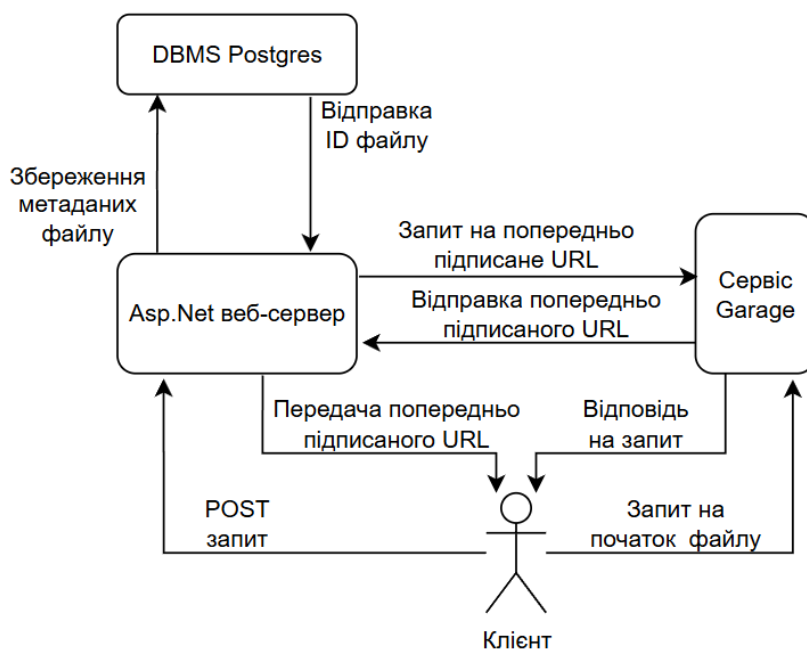 DBMS Postgres
Відправка
ID файлу
Збереження
метаданих
файлу
Запит на попередньо
підписане URL
Asp.Net веб-сервер
Відправка попередньо
підписаного URL
Сервіс
Garage
Передача попередньо
підписаного URL
Відповідь
на запит
POST
запит
Запит на
початок файлу
Клієнт